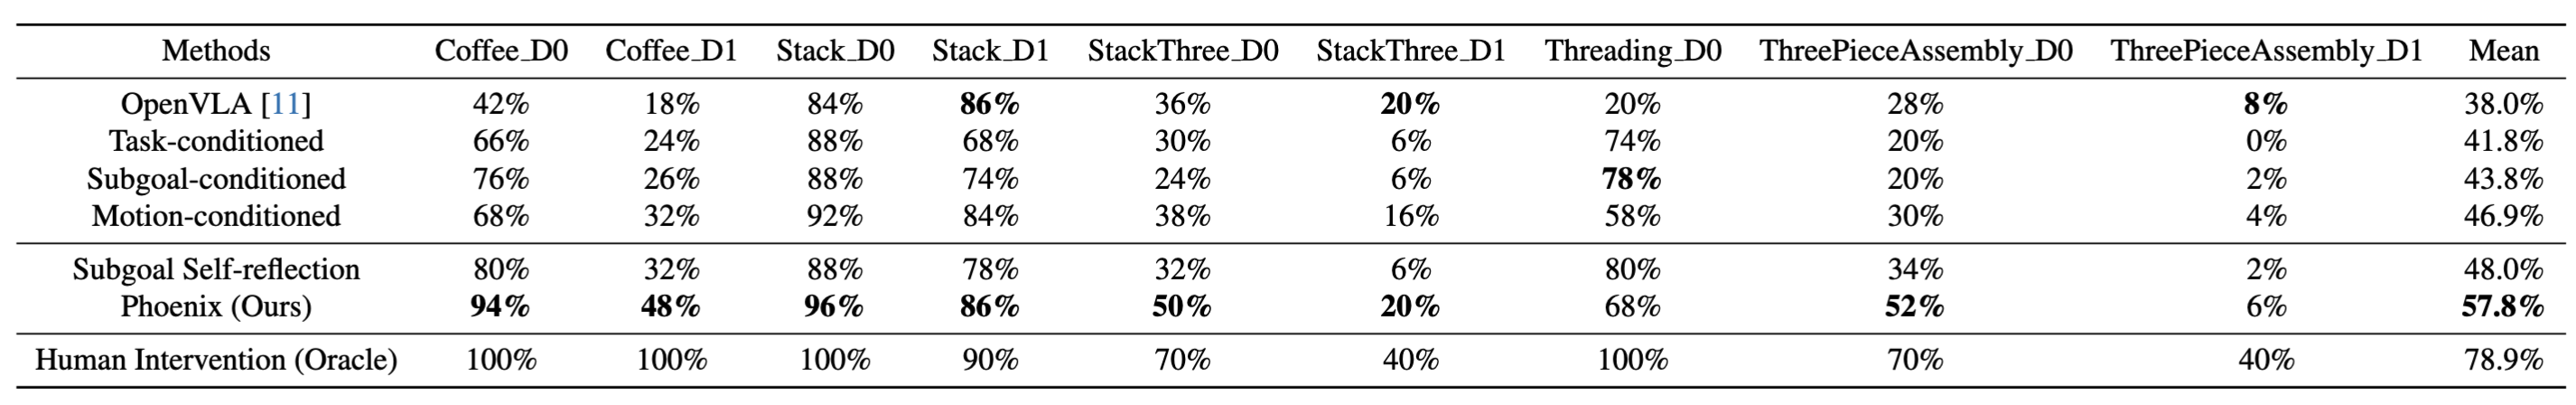 Methods Coffee_D0 Coffee_D1 Stack_D0 Stack_D1 StackThree_D0 StackThree_D1 Threading_D0 ThreePieceAssembly_D0 ThreePieceAssembly_D1 Mean
OpenVLA [11] 42% 18% 84% 86% 36% 20% 20% 28% 8% 38.0%
Task-conditioned 66% 24% 88% 68% 30% 6% 74% 20% 0% 41.8%
Subgoal-conditioned 76% 26% 88% 74% 24% 6% 78% 20% 2% 43.8%
Motion-conditioned 68% 32% 92% 84% 38% 16% 58% 30% 4% 46.9%
Subgoal Self-reflection 80% 32% 88% 78% 32% 6% 80% 34% 2% 48.0%
Phoenix (Ours) 94% 48% 96% 86% 50% 20% 68% 52% 6% 57.8%
Human Intervention (Oracle) 100% 100% 100% 90% 70% 40% 100% 70% 40% 78.9%